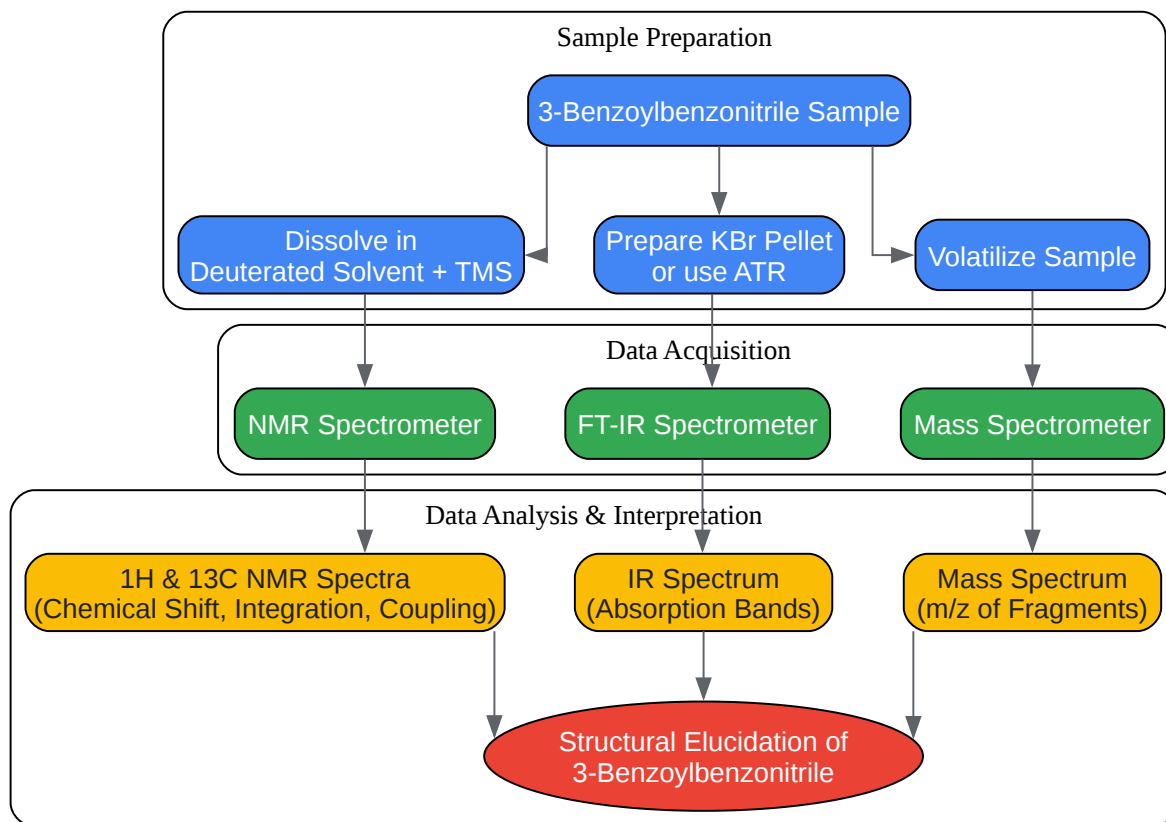 Sample Preparation
3-Benzoylbenzonitrile Sample
Dissolve in
Deuterated Solvent + TMS
Prepare KBr Pellet
or use ATR
Volatilize Sample
Data Acquisition
NMR Spectrometer
FT-IR Spectrometer
Mass Spectrometer
Data Analysis & Interpretation
1H & 13C NMR Spectra
(Chemical Shift, Integration, Coupling)
IR Spectrum
(Absorption Bands)
Mass Spectrum
(m/z of Fragments)
Structural Elucidation of
3-Benzoylbenzonitrile